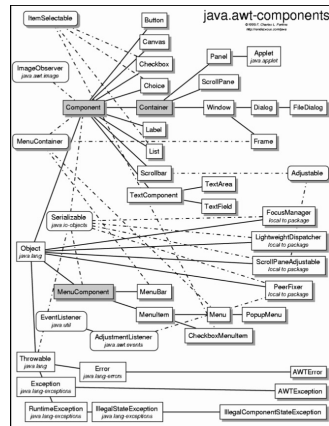 java.awt-components
ItemSelectable
Button
Canvas
Checkbox
Choice
Panel
Applet
java.applet
ImageObserver
java.awt.image
ScrollPane
Component
Container
Window
Dialog
FileDialog
MenuContainer
Label
List
Frame
Scrollbar
Adjustable
TextComponent
TextArea
TextField
Serializable
java.io-objects
FocusManager
local to package
Object
java.lang
LightweightDispatcher
local to package
ScrollPaneAdjustable
local to package
PeerFixer
local to package
MenuComponent
MenuBar
EventListener
java.util
MenuItem
Menu
PopupMenu
AdjustmentListener
java.awt.events
CheckboxMenuItem
Throwable
java.lang
Error
java.lang-errors
AWTError
Exception
java.lang-exceptions
AWTException
RuntimeException
java.lang-exceptions
IllegalStateException
java.lang-exceptions
IllegalComponentStateException